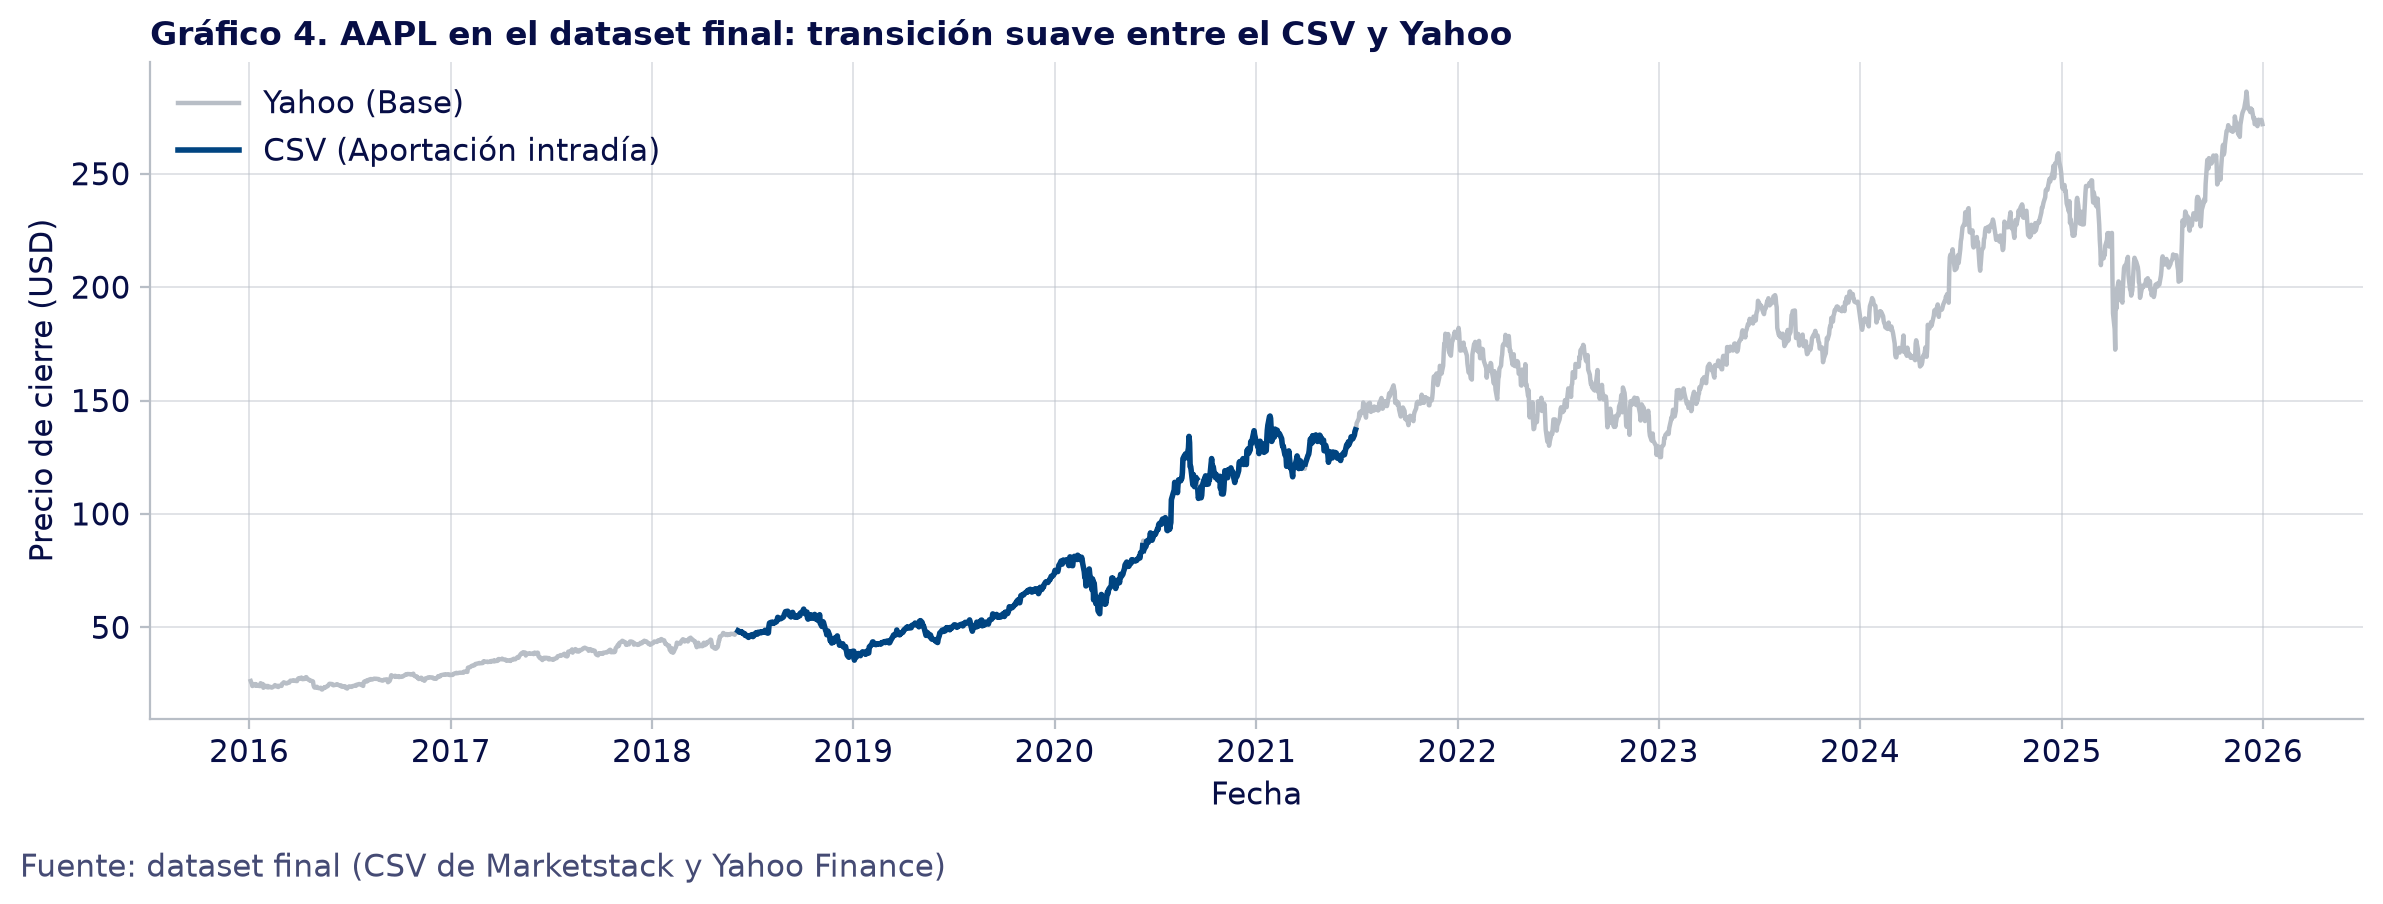 Gráfico 4. AAPL en el dataset final: transición suave entre el CSV y Yahoo
Yahoo (Base)
CSV (Aportación intradía)
Precio de cierre (USD)
250
200
150
100
50
2016 2017 2018 2019 2020 2021 2022 2023 2024 2025 2026
Fecha
Fuente: dataset final (CSV de Marketstack y Yahoo Finance)